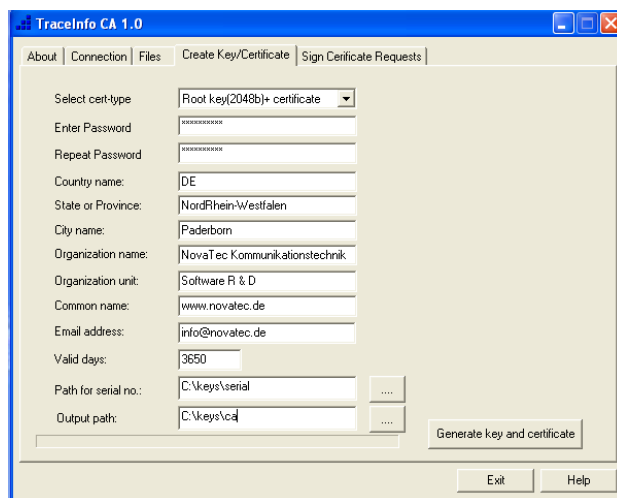 TraceInfo CA 1.0
About Connection Files Create Key/Certificate Sign Cerificate Requests
Select cert-type Root key(2048b)+ certificate
Enter Password **********
Repeat Password **********
Country name: DE
State or Province: NordRhein-Westfalen
City name: Paderborn
Organization name: NovaTec Kommunikationstechnik
Organization unit: Software R & D
Common name: www.novatec.de
Email address: info@novatec.de
Valid days: 3650
Path for serial no.: C:\keys\serial ....
Output path: C:\keys\ca ....
Generate key and certificate
Exit Help